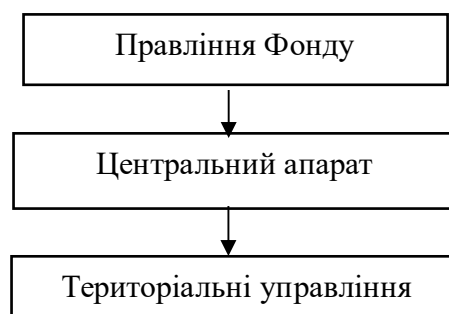 Правління Фонду
Центральний апарат
Територіальні управління